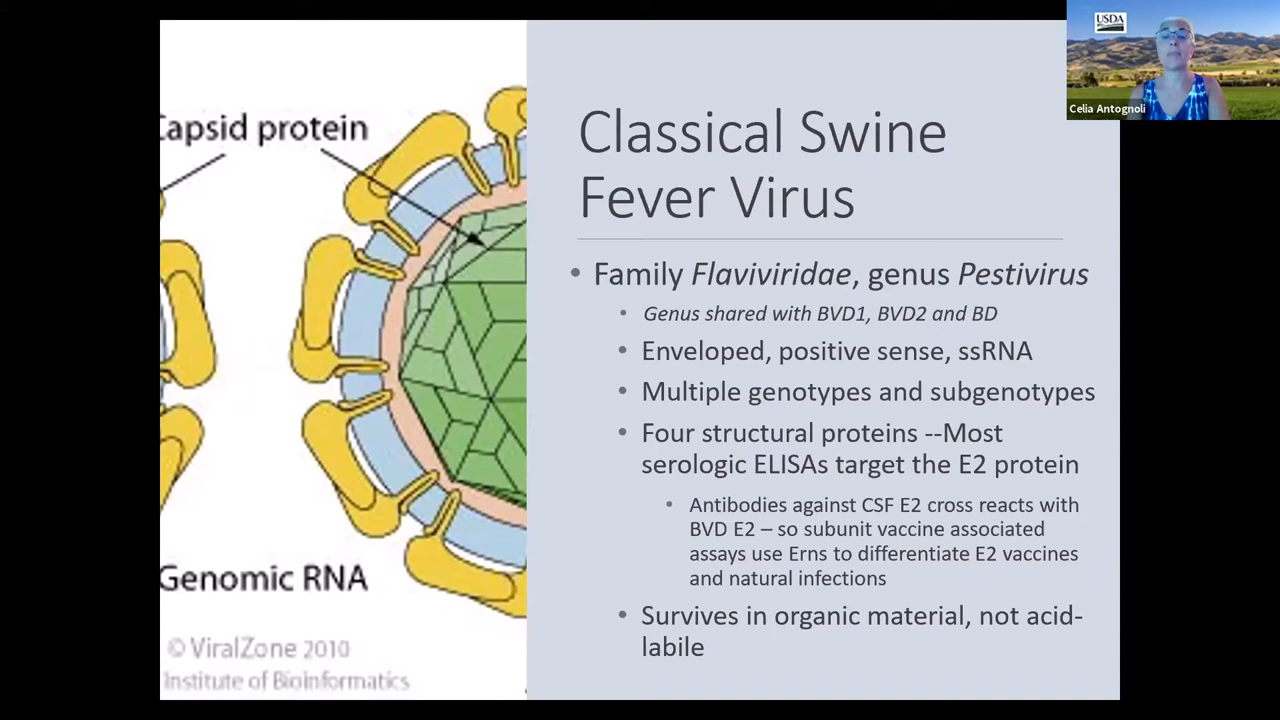 USDA
Celia Antognoli
Capsid protein
Genomic RNA
© ViralZone 2010
Institute of Bioinformatics
Classical Swine
Fever Virus
• Family Flaviviridae, genus Pestivirus
• Genus shared with BVD1, BVD2 and BD
• Enveloped, positive sense, ssRNA
• Multiple genotypes and subgenotypes
• Four structural proteins --Most
serologic ELISAs target the E2 protein
• Antibodies against CSF E2 cross reacts with
BVD E2 – so subunit vaccine associated
assays use Erns to differentiate E2 vaccines
and natural infections
• Survives in organic material, not acid-
labile